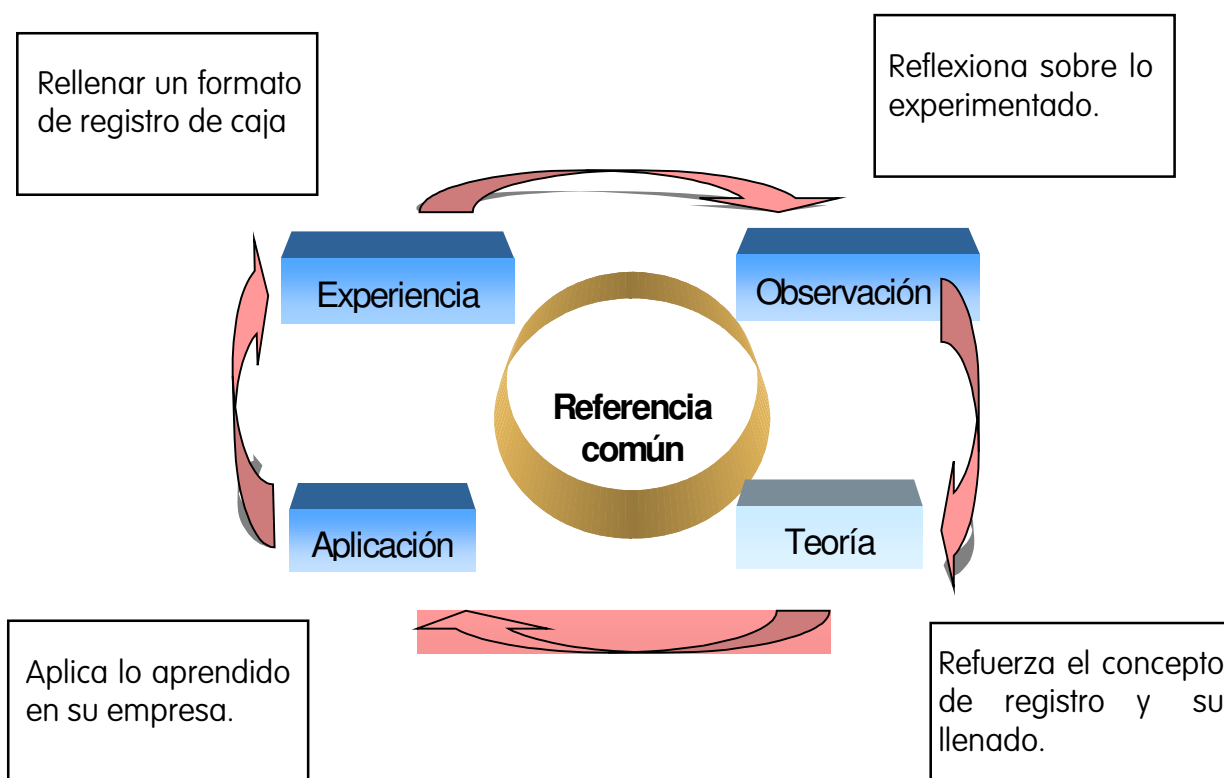 Rellenar un formato
de registro de caja
Reflexiona sobre lo
experimentado.
Experiencia
Observación
Referencia
común
Aplicación
Teoría
Aplica lo aprendido
en su empresa.
Refuerza el concepto
de registro y su
llenado.